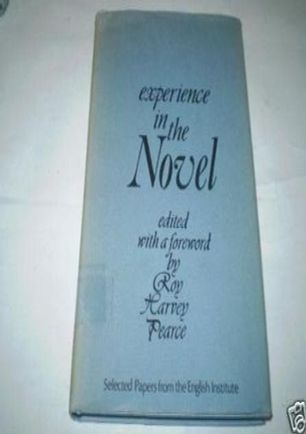 experience
in the
Novel
edited
with a foreword
by
Roy
Harvey
Pearce
Selected Papers from the English Institute